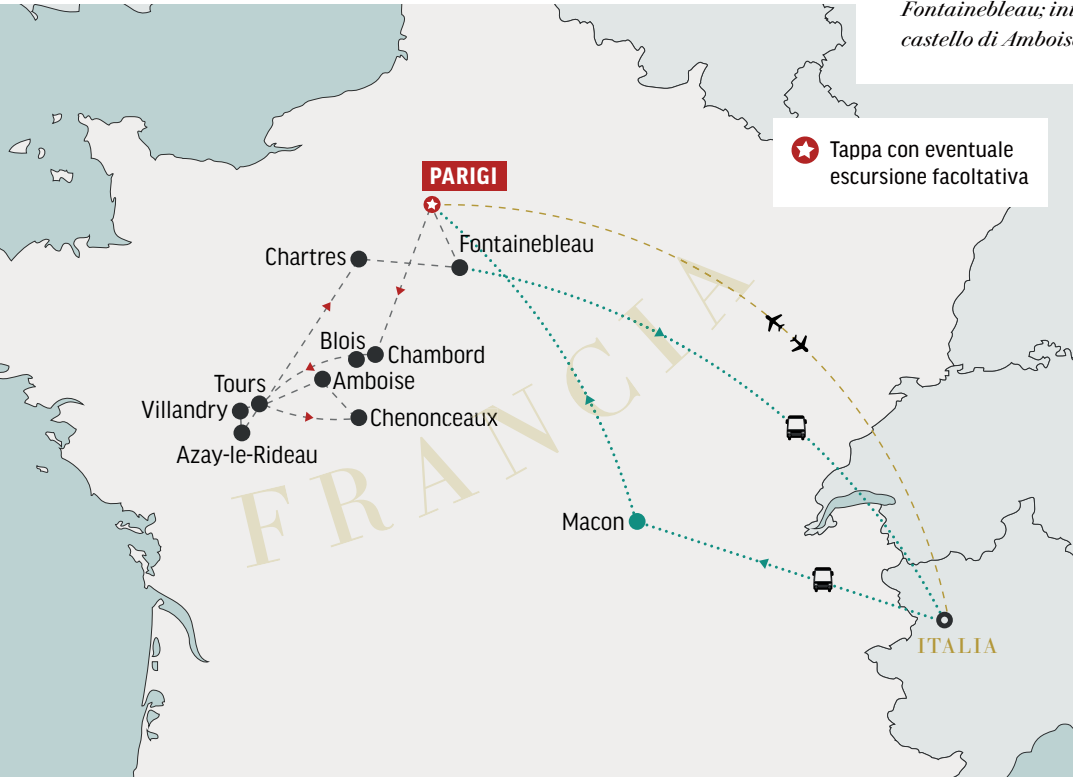 Fontainebleau;
castello di Amboise
Tappa con eventuale
escursione facoltativa
PARIGI
Fontainebleau
Chartres
Blois
Chambord
Tours
Amboise
Villandry
Chenonceaux
Azay-le-Rideau
FRANCIA
Macon
ITALIA